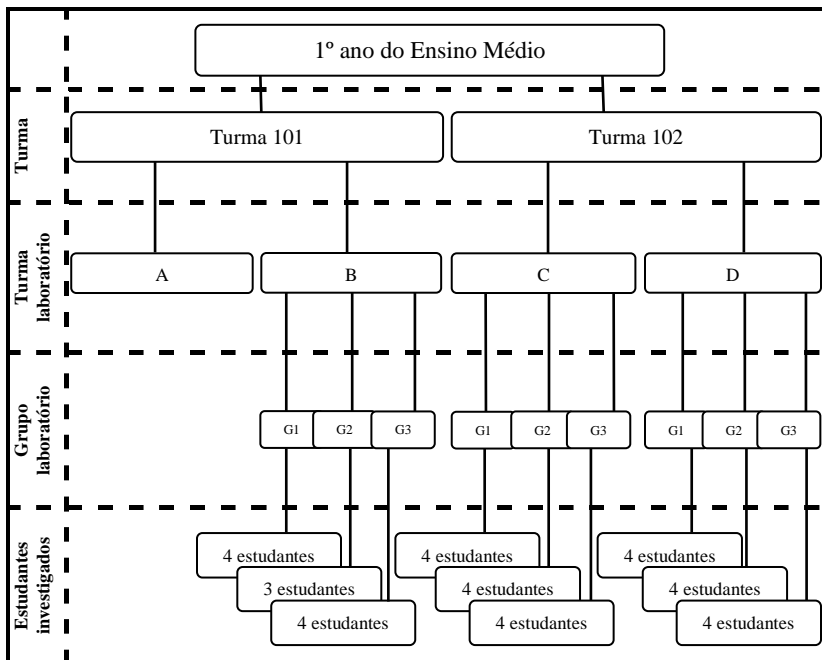 1º ano do Ensino Médio
Turma
Turma 101
Turma 102
Turma
laboratório
A
B
C
D
Grupo
laboratório
G1
G2
G3
G1
G2
G3
G1
G2
G3
Estudantes
investigados
4 estudantes
3 estudantes
4 estudantes
4 estudantes
4 estudantes
4 estudantes
4 estudantes
4 estudantes
4 estudantes